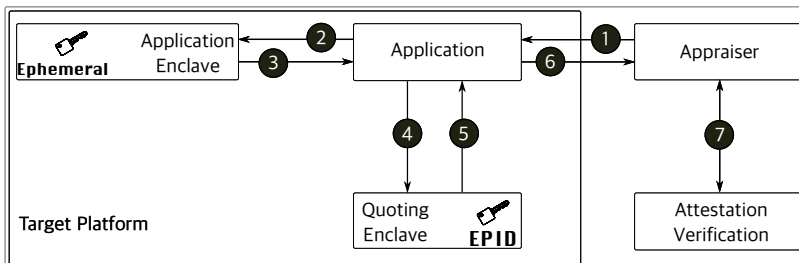 Ephemeral
Application
Enclave
2
3
Application
1
6
Appraiser
4
5
7
Target Platform
Quoting
Enclave
EPID
Attestation
Verification